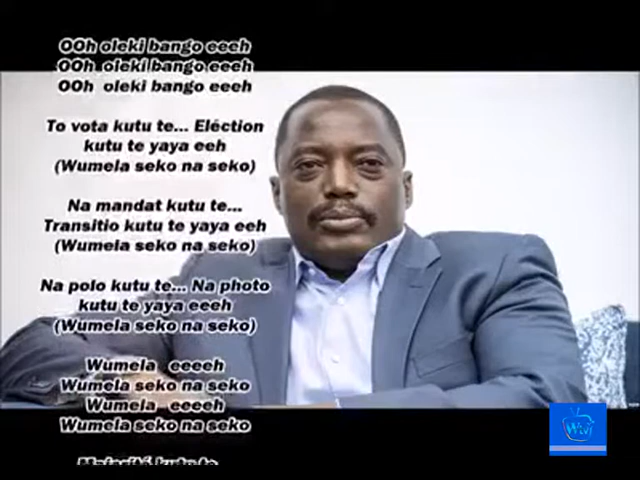 OOh oleki bango eeeh
OOh oleki bango eeeh
OOh oleki bango eeeh
To vota kutu te... Eléction
kutu te yaya eeh
(Wumela seko na seko)
Na mandat kutu te...
Transitio kutu te yaya eeh
(Wumela seko na seko)
Na polo kutu te... Na photo
kutu te yaya eeeh
(Wumela seko na seko)
Wumela eeeeh
Wumela seko na seko
Wumela eeeeh
Wumela seko na seko